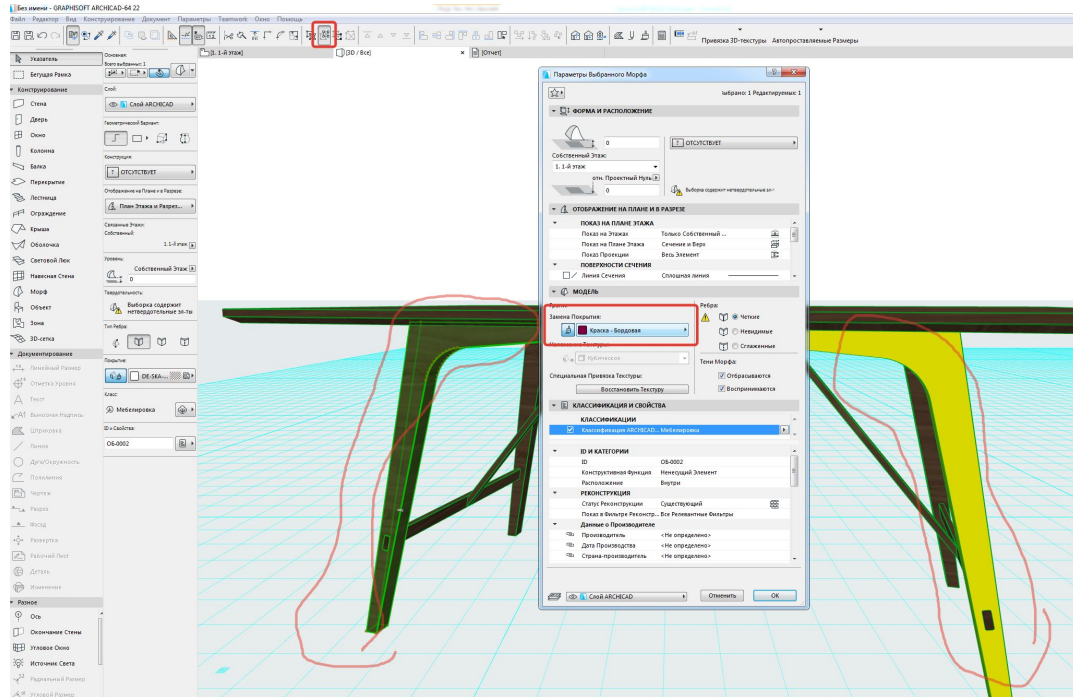 Без имени - GRAPHISOFT ARCHICAD-64 22
Файл Редактор Вид Конструирование Документ Параметры Teamwork Окно Помощь
Привязка 3D-текстуры Автопроставляемые Размеры
Указатель
Бегущая Рамка
Конструирование
Стена
Дверь
Окно
Колонна
Балка
Перекрытие
Лестница
Ограждение
Крыша
Оболочка
Световой Люк
Навесная Стена
Морф
Объект
Зона
3D-сетка
Документирование
Линейный Размер
Отметка Уровня
Текст
Выносная Надпись
Штриховка
Линия
Дуга/Окружность
Полилиния
Чертеж
Разрез
Фасад
Развертка
Рабочий Лист
Деталь
Изменение
Разное
Ось
Окончание Стены
Угловое Окно
Источник Света
Радиальный Размер
Угловой Размер
Основная:
Всего выбранных: 1
Слой:
Слой ARCHICAD
Геометрический Вариант:
Конструкция:
ОТСУТСТВУЕТ
Отображение на Плане и в Разрезе:
План Этажа и Разрез...
Связанные Этажи:
Собственный:
1. 1-й этаж
Уровень:
Собственный Этаж
0
Твердотельность:
Выборка содержит
нетвердотельные эл-ты
Тип Ребра:
Покрытие:
DE-SKA-...
Класс:
Мебелировка
ID и Свойства:
ОБ-0002
[1. 1-й этаж]
[3D / Все]
[Отчет]
Параметры Выбранного Морфа
ыбрано: 1 Редактируемых: 1
ФОРМА И РАСПОЛОЖЕНИЕ
0
ОТСУТСТВУЕТ
Собственный Этаж:
1. 1-й этаж
отн. Проектный Нуль
0
Выборка содержит нетвердотельные эл-
ОТОБРАЖЕНИЕ НА ПЛАНЕ И В РАЗРЕЗЕ
ПОКАЗ НА ПЛАНЕ ЭТАЖА
Показ на Этажах Только Собственный ...
Показ на Плане Этажа Сечение и Верх
Показ Проекции Весь Элемент
ПОВЕРХНОСТИ СЕЧЕНИЯ
Линия Сечения Сплошная линия
МОДЕЛЬ
Ребра:
Замена Покрытия:
Краска - Бордовая
Четкие
Невидимые
Сглаженные
Кубическое
Тени Морфа:
Специальная Привязка Текстуры:
Отбрасываются
Восстановить Текстуру
Воспринимаются
КЛАССИФИКАЦИЯ И СВОЙСТВА
КЛАССИФИКАЦИИ
Классификация ARCHICAD... Мебелировка
ID И КАТЕГОРИИ
ID ОБ-0002
Конструктивная Функция Ненесущий Элемент
Расположение Внутри
РЕКОНСТРУКЦИЯ
Статус Реконструкции Существующий
Показ в Фильтре Реконстр... Все Релевантные Фильтры
Данные о Производителе
Производитель <Не определено>
Дата Производства <Не определено>
Страна-производитель <Не определено>
Слой ARCHICAD
Отменить
OK